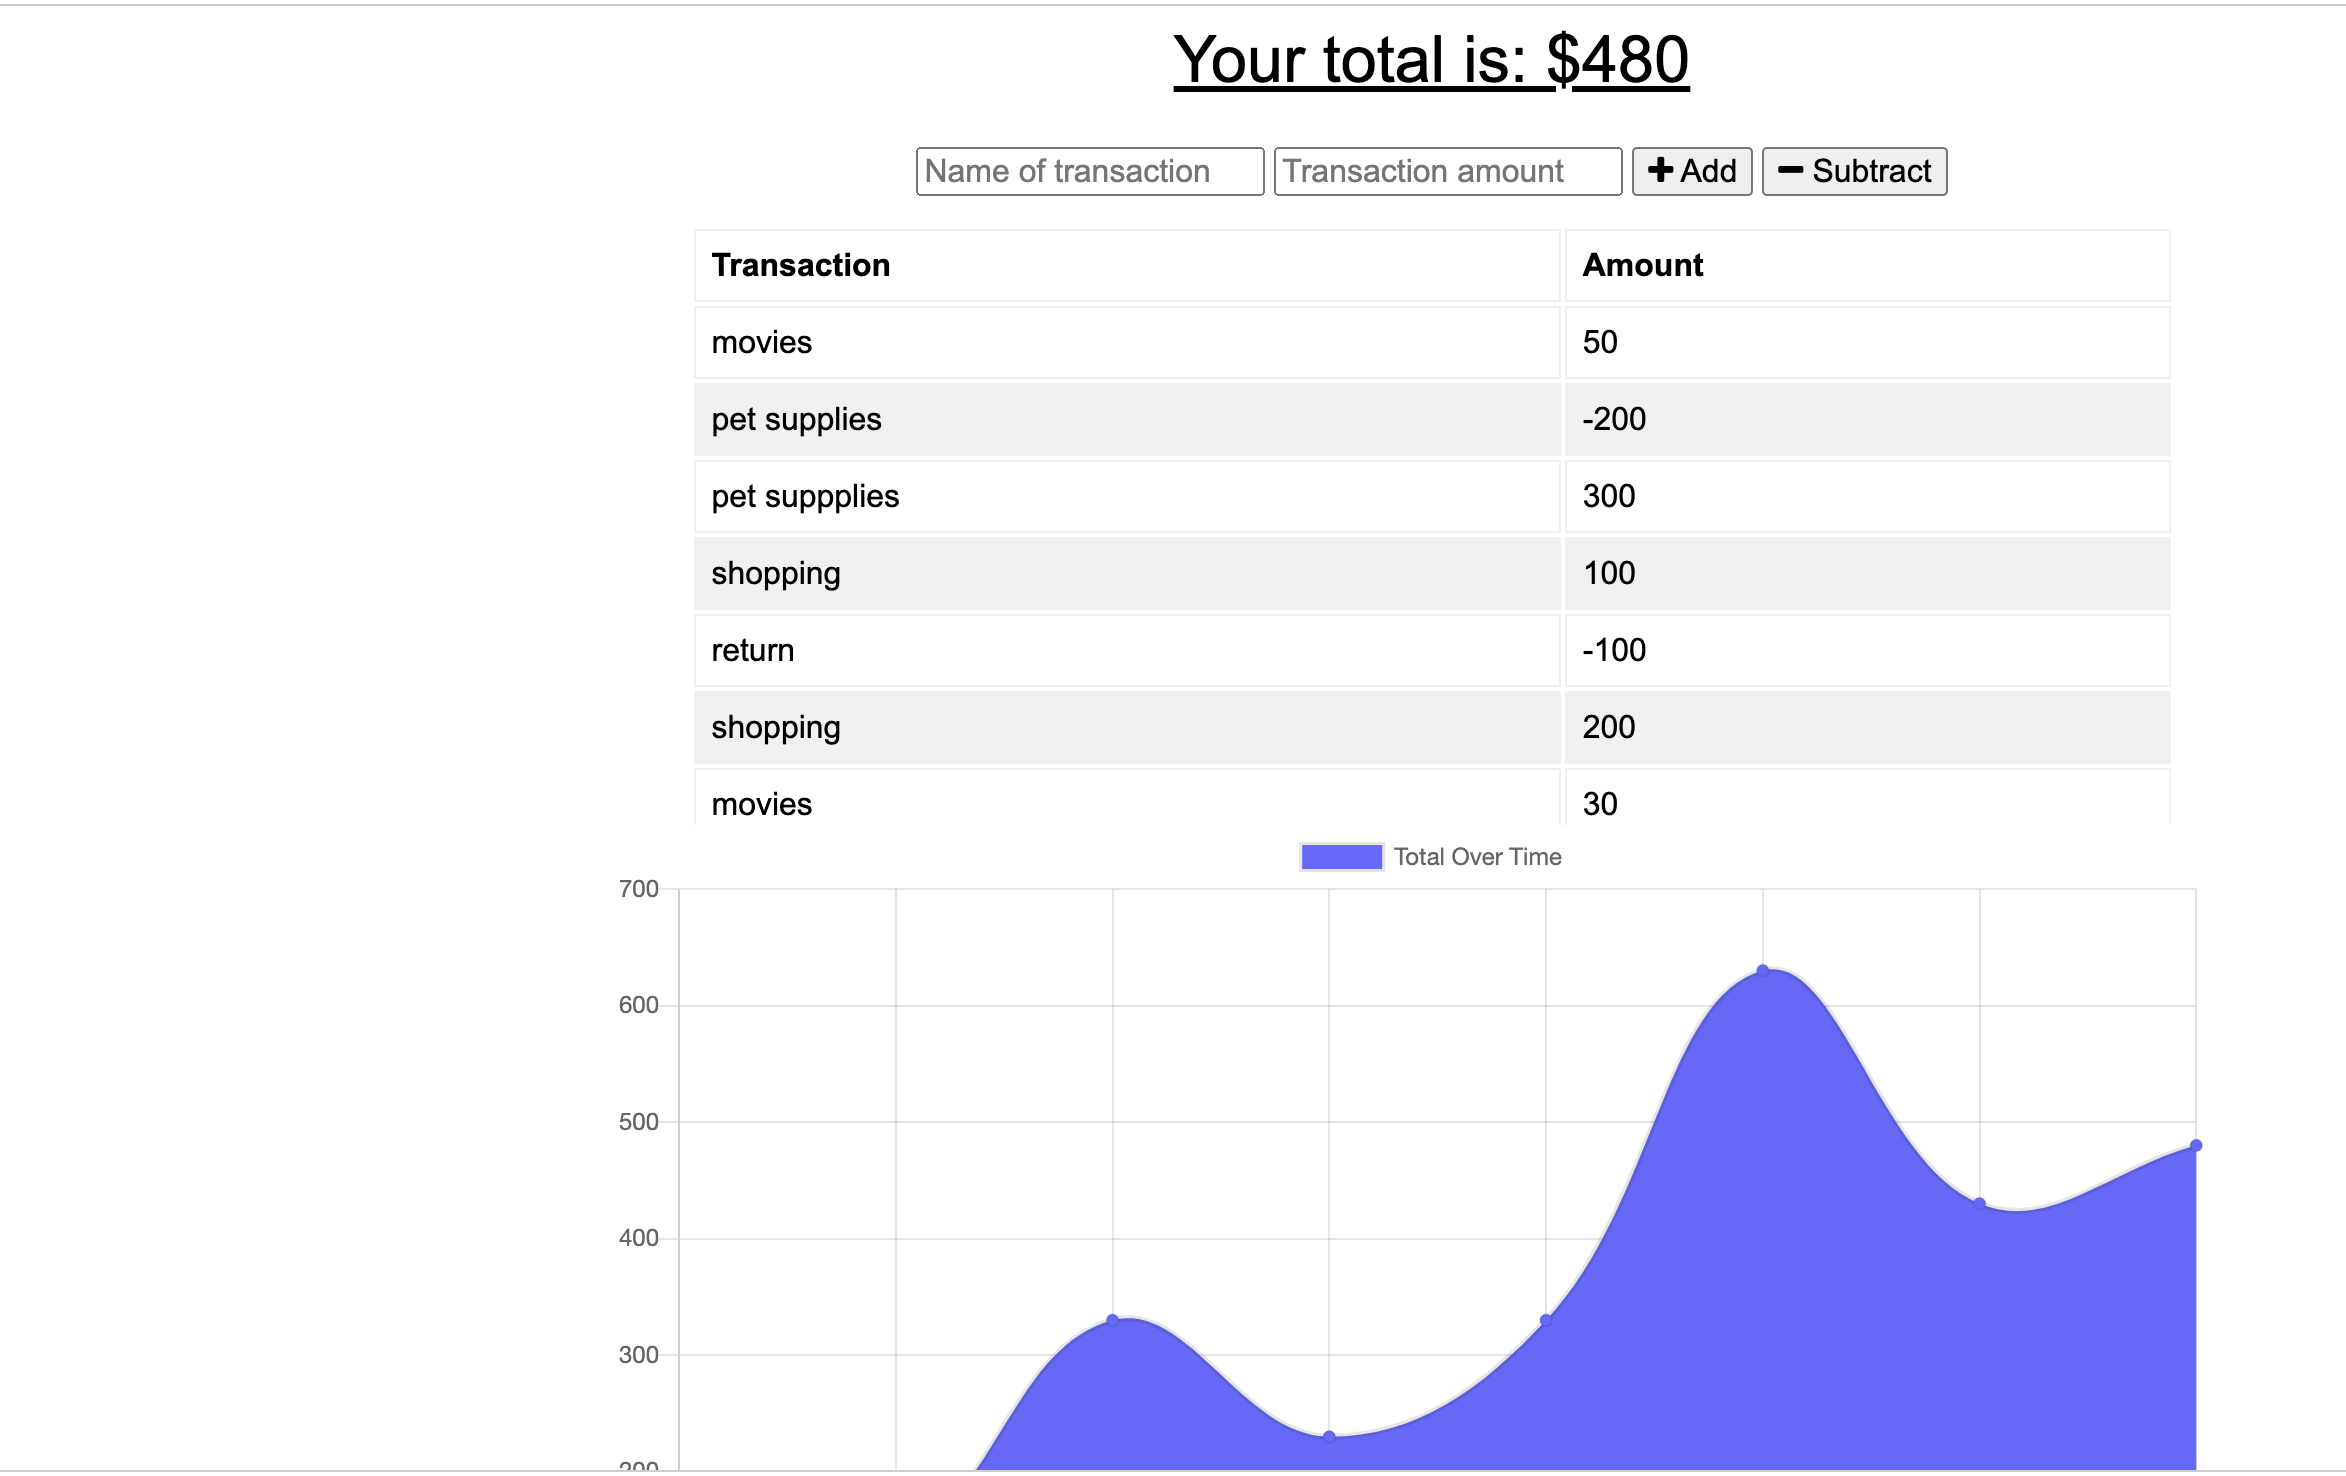 Your total is: $480
Name of transaction Transaction amount Add Subtract
Transaction Amount
movies 50
pet supplies -200
pet suppplies 300
shopping 100
return -100
shopping 200
movies 30
Total Over Time
700
600
500
400
300
200